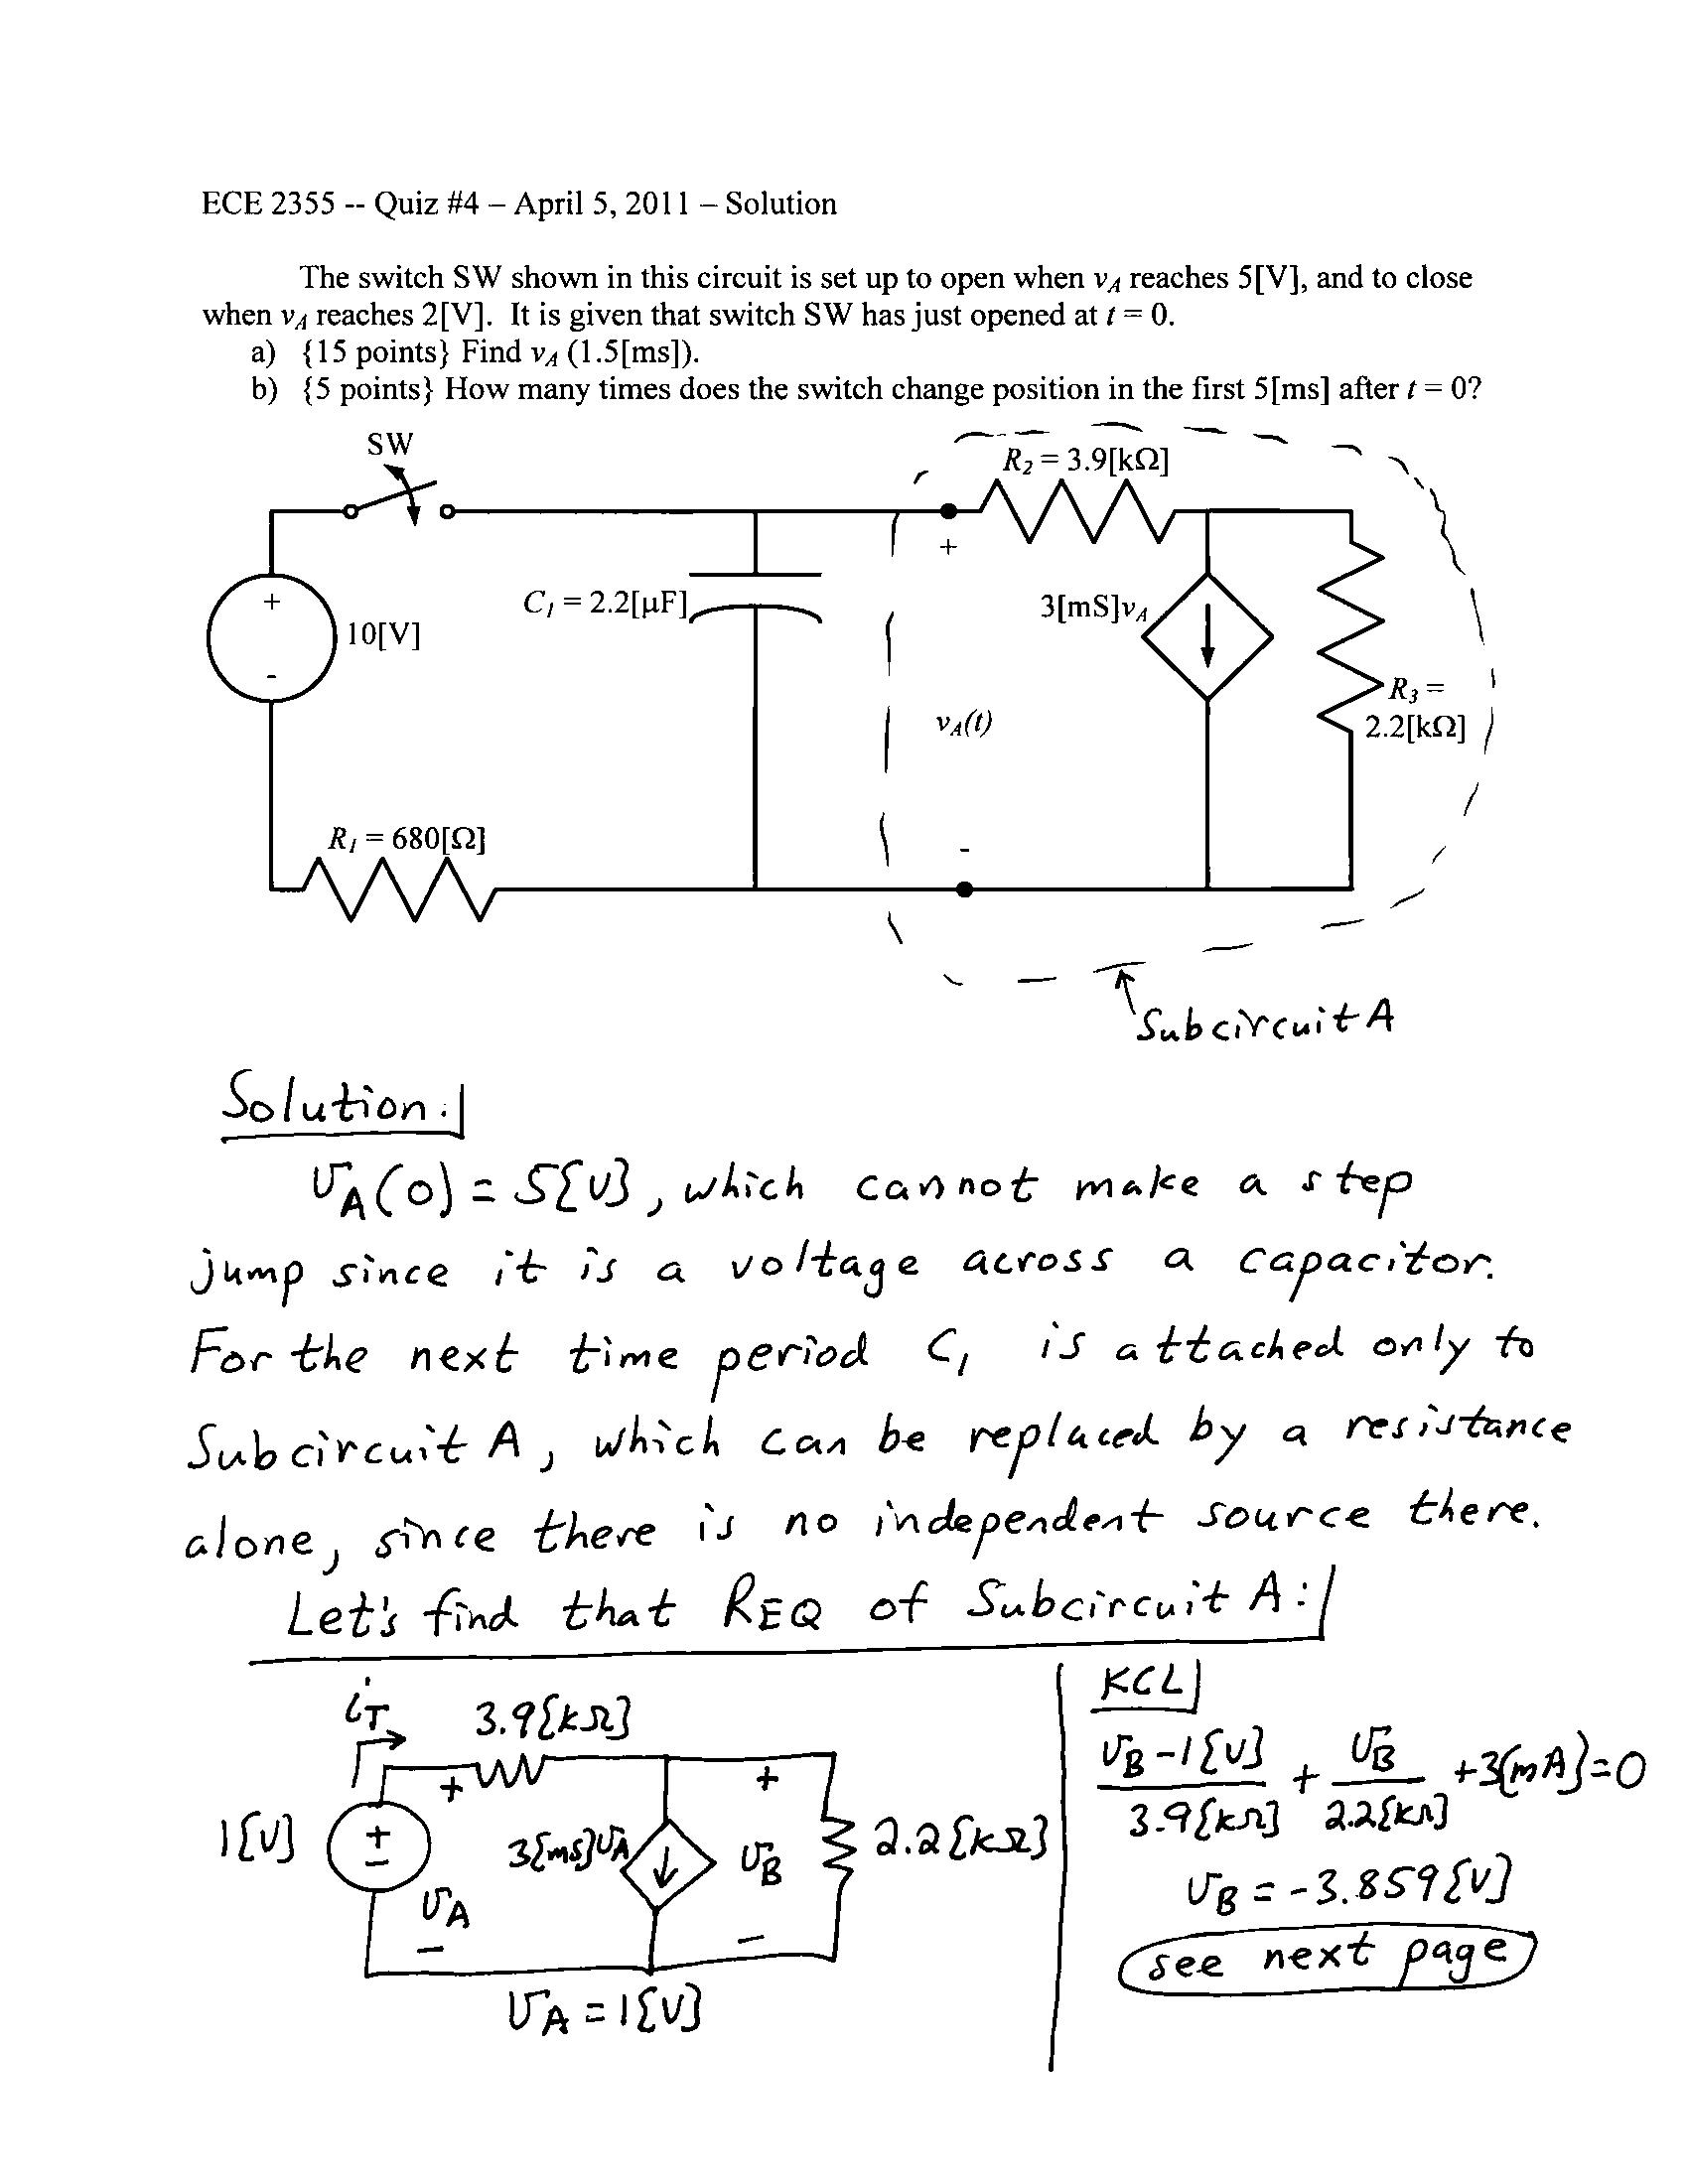 ECE 2355 -- Quiz #4 – April 5, 2011 – Solution
The switch SW shown in this circuit is set up to open when vA reaches 5[V], and to close
when vA reaches 2[V]. It is given that switch SW has just opened at t = 0.
a) {15 points} Find vA (1.5[ms]).
b) {5 points} How many times does the switch change position in the first 5[ms] after t = 0?
SW
R2 = 3.9[kΩ]
+
+
C1 = 2.2[µF]
3[mS]vA
10[V]
-
R3 =
2.2[kΩ]
vA(t)
R1 = 680[Ω]
-
Subcircuit A
Solution:
vA(0) = 5[V], which cannot make a step
jump since it is a voltage across a capacitor.
For the next time period C1 is attached only to
Subcircuit A, which can be replaced by a resistance
alone, since there is no independent source there.
Let's find that REQ of Subcircuit A:
iT
3.9[kΩ]
+
+
1[V]
+
-
vA
-
3[mS]vA
vB
-
2.2[kΩ]
vA = 1[V]
KCL
vB-1[V] / 3.9[kΩ] + vB / 2.2[kΩ] +3[mA]=0
vB = -3.859[V]
see next page